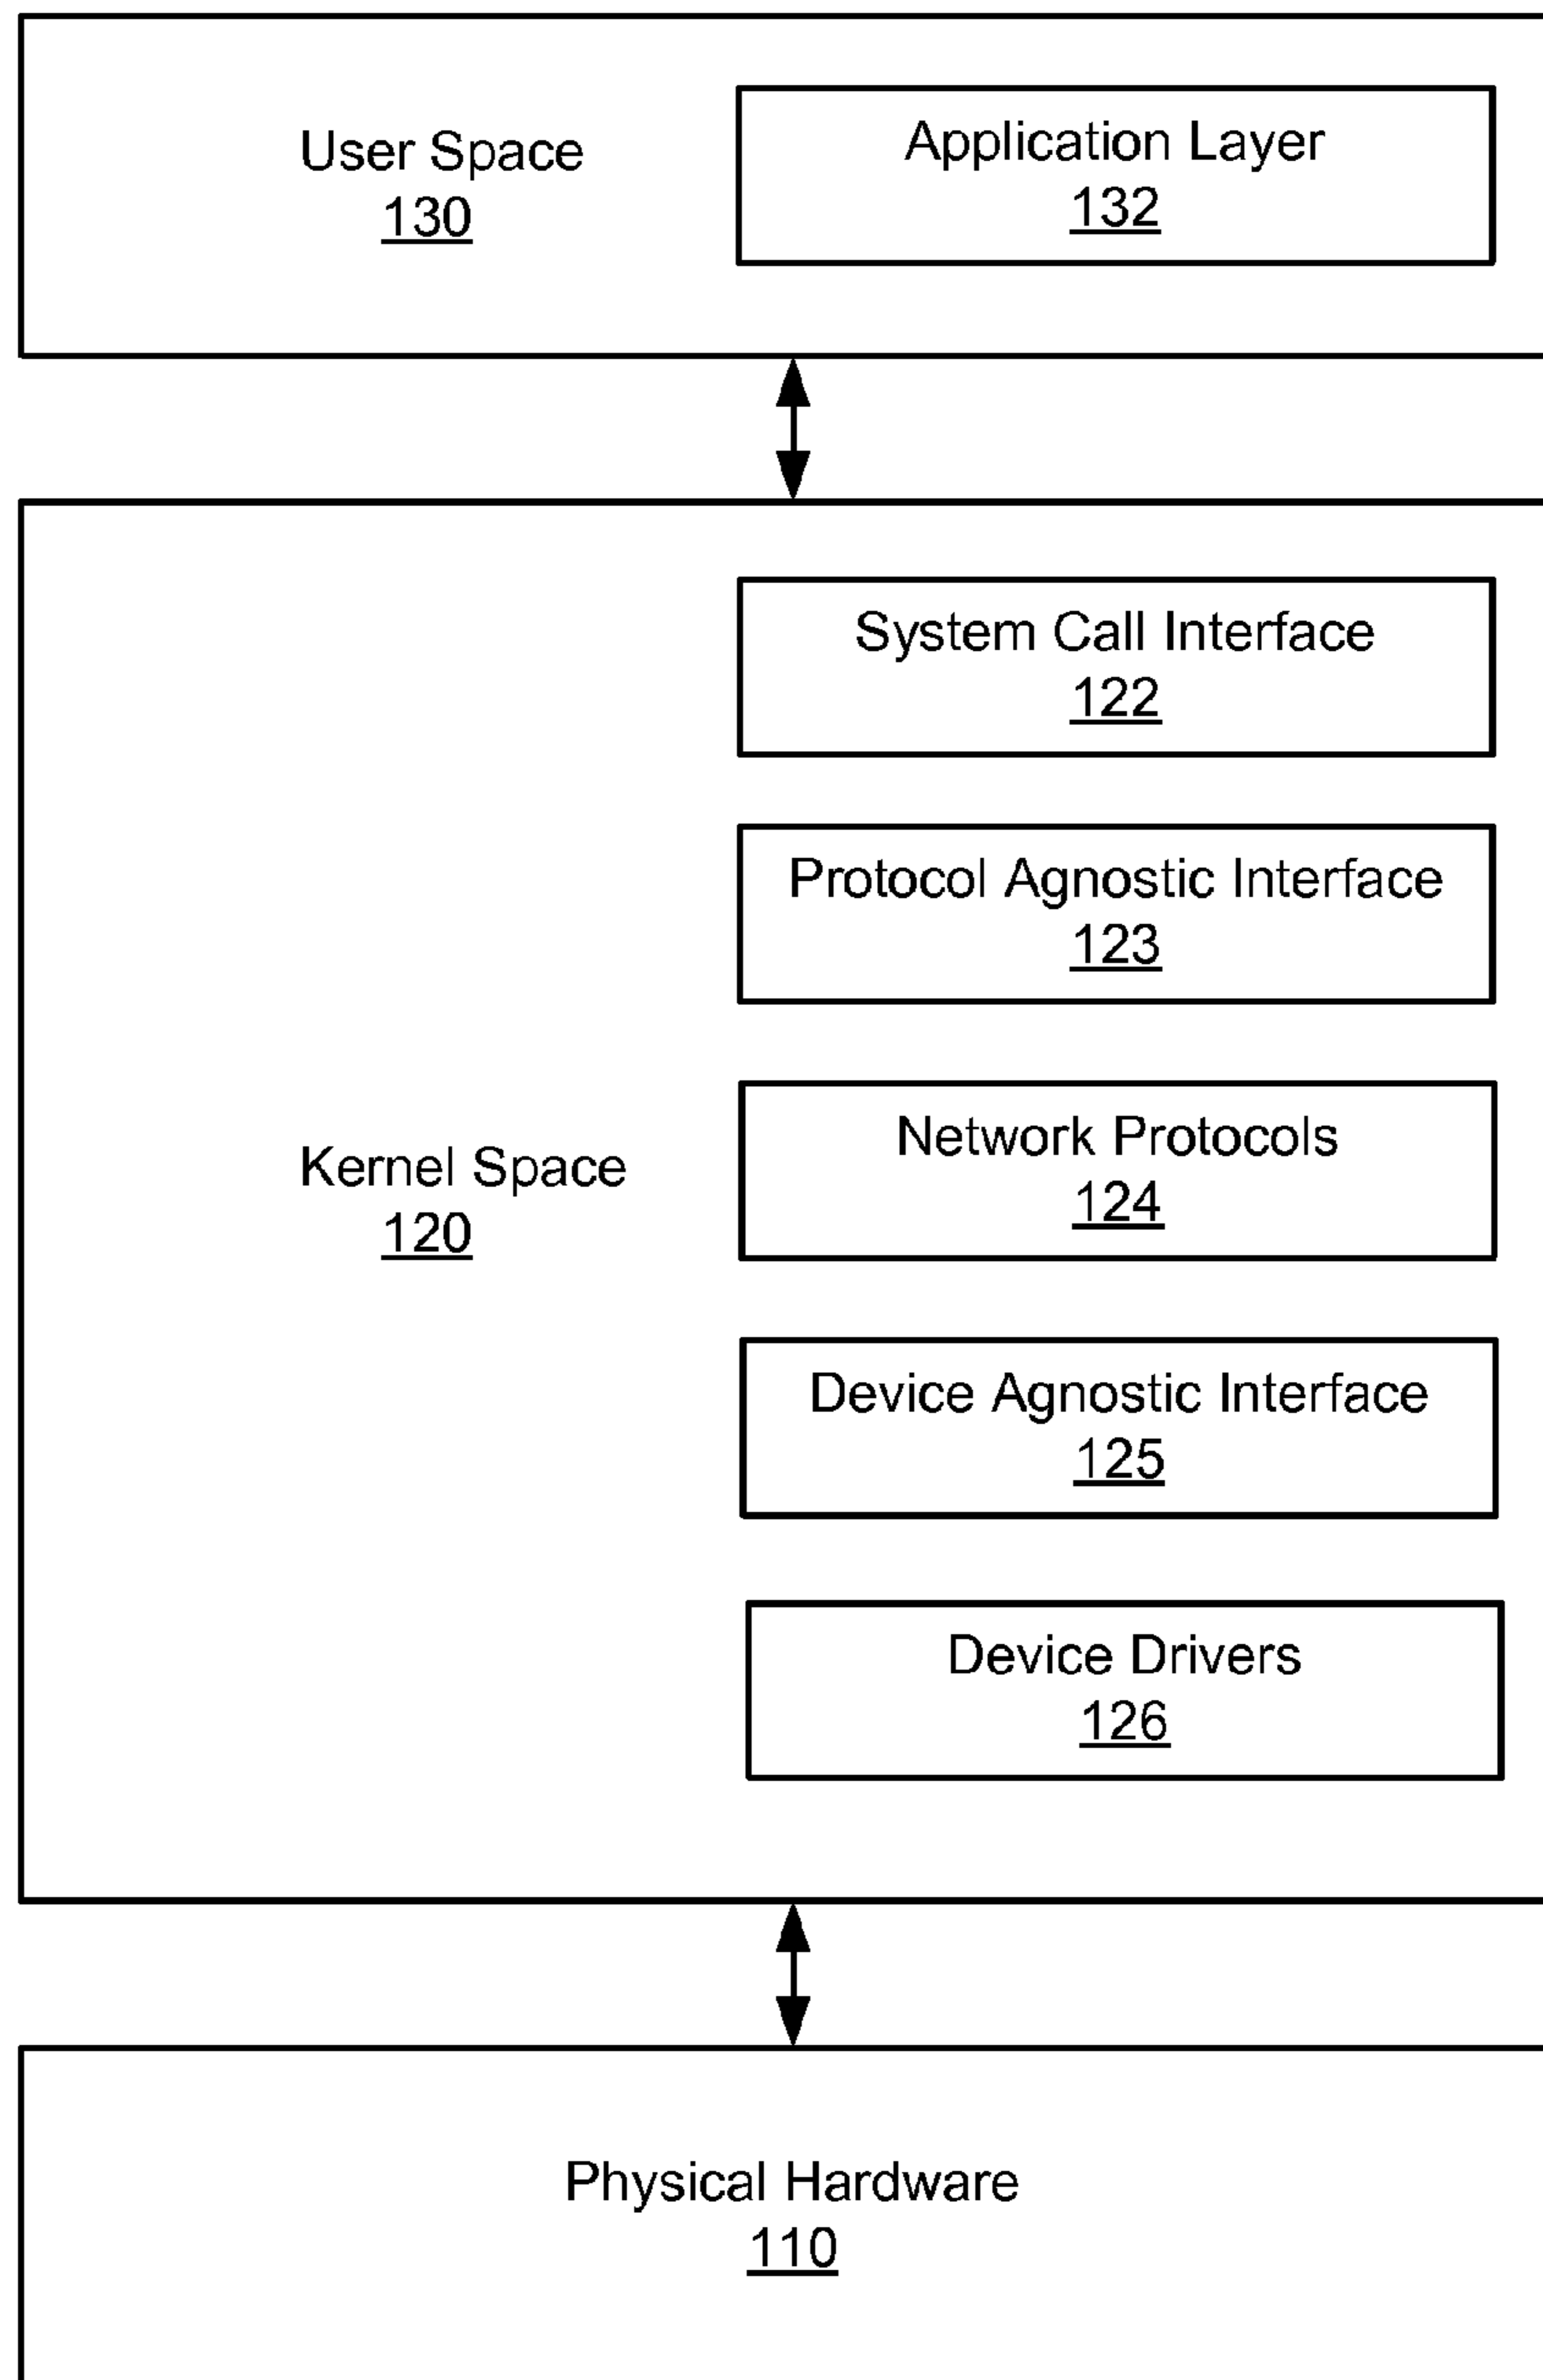 User Space
130
Application Layer
132
System Call Interface
122
Protocol Agnostic Interface
123
Network Protocols
124
Kernel Space
120
Device Agnostic Interface
125
Device Drivers
126
Physical Hardware
110